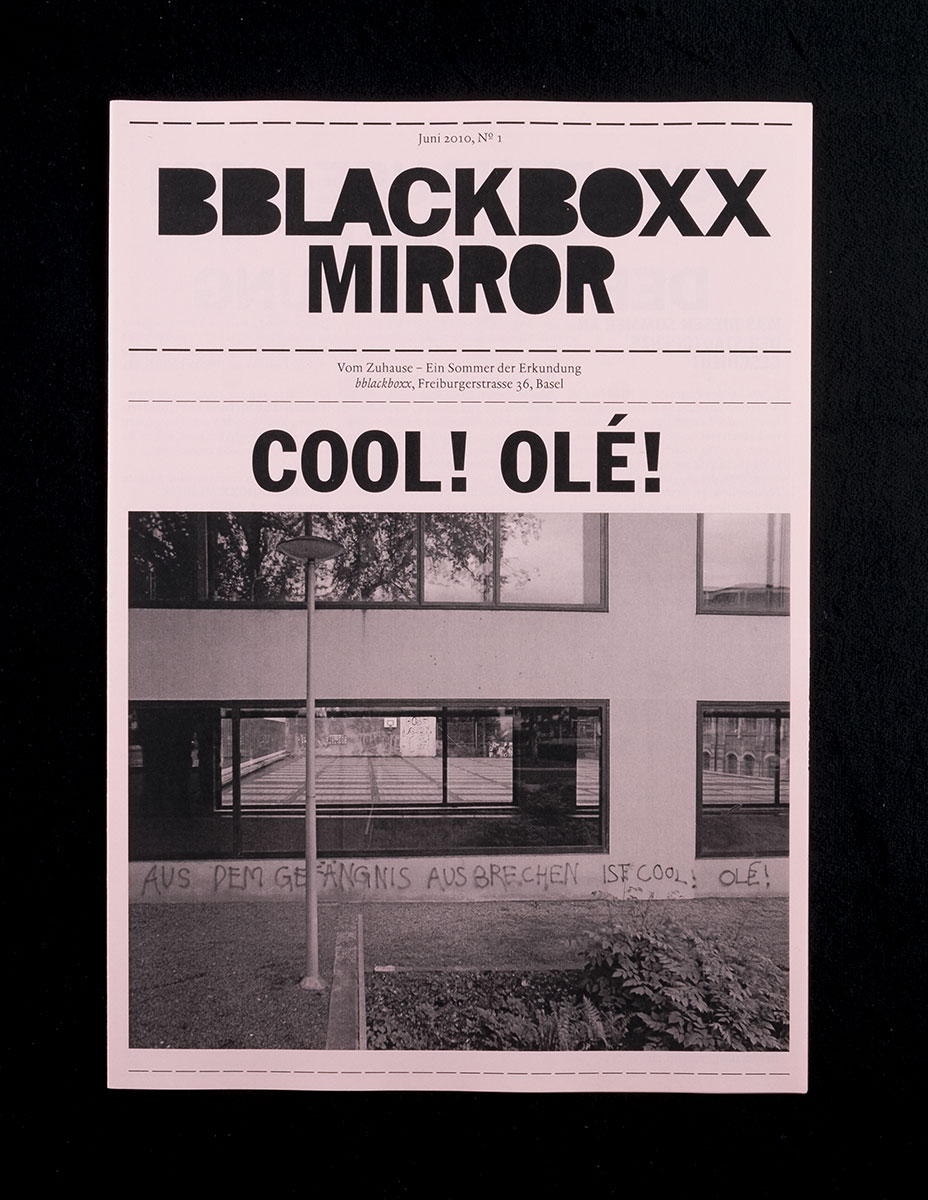 Juni 2010, Nº 1
BBLACKBOXX
MIRROR
Vom Zuhause – Ein Sommer der Erkundung
bblackboxx, Freiburgerstrasse 36, Basel
COOL! OLÉ!
AUS DEM GEFÄNGNIS AUSBRECHEN IST COOL! OLÉ!